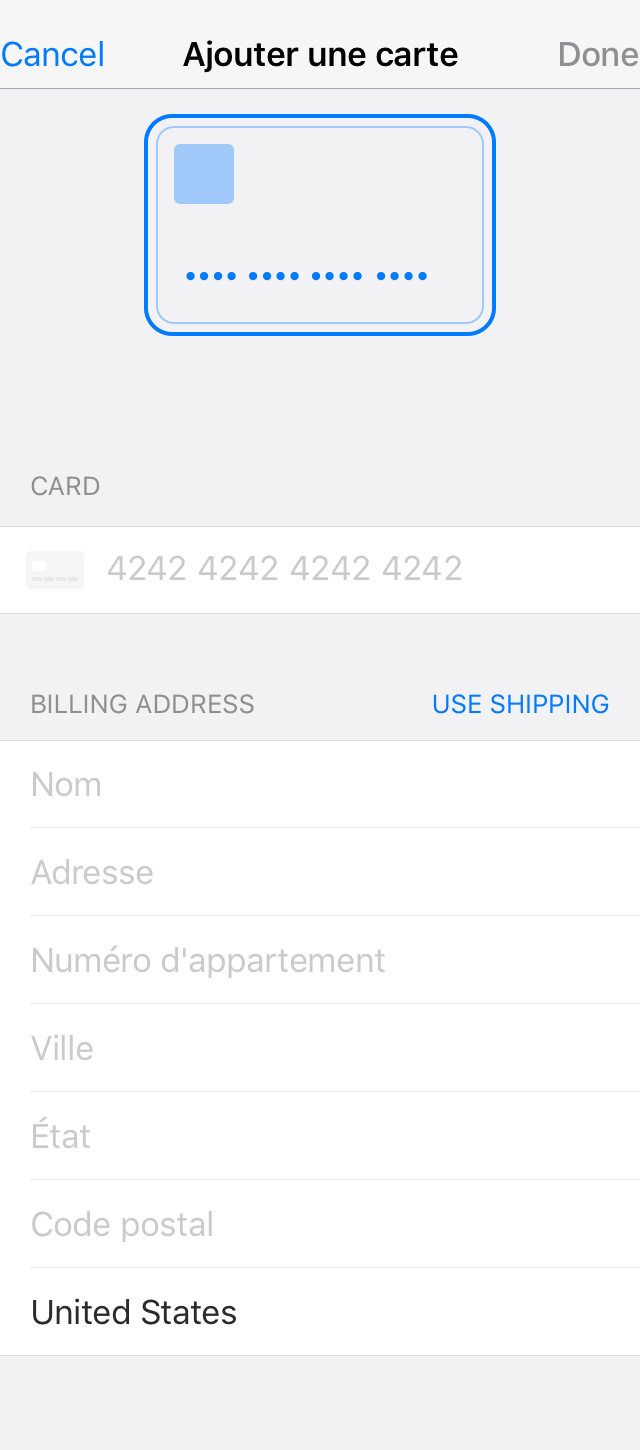 Cancel Ajouter une carte Done
•••• •••• •••• ••••
CARD
4242 4242 4242 4242
BILLING ADDRESS USE SHIPPING
Nom
Adresse
Numéro d'appartement
Ville
État
Code postal
United States